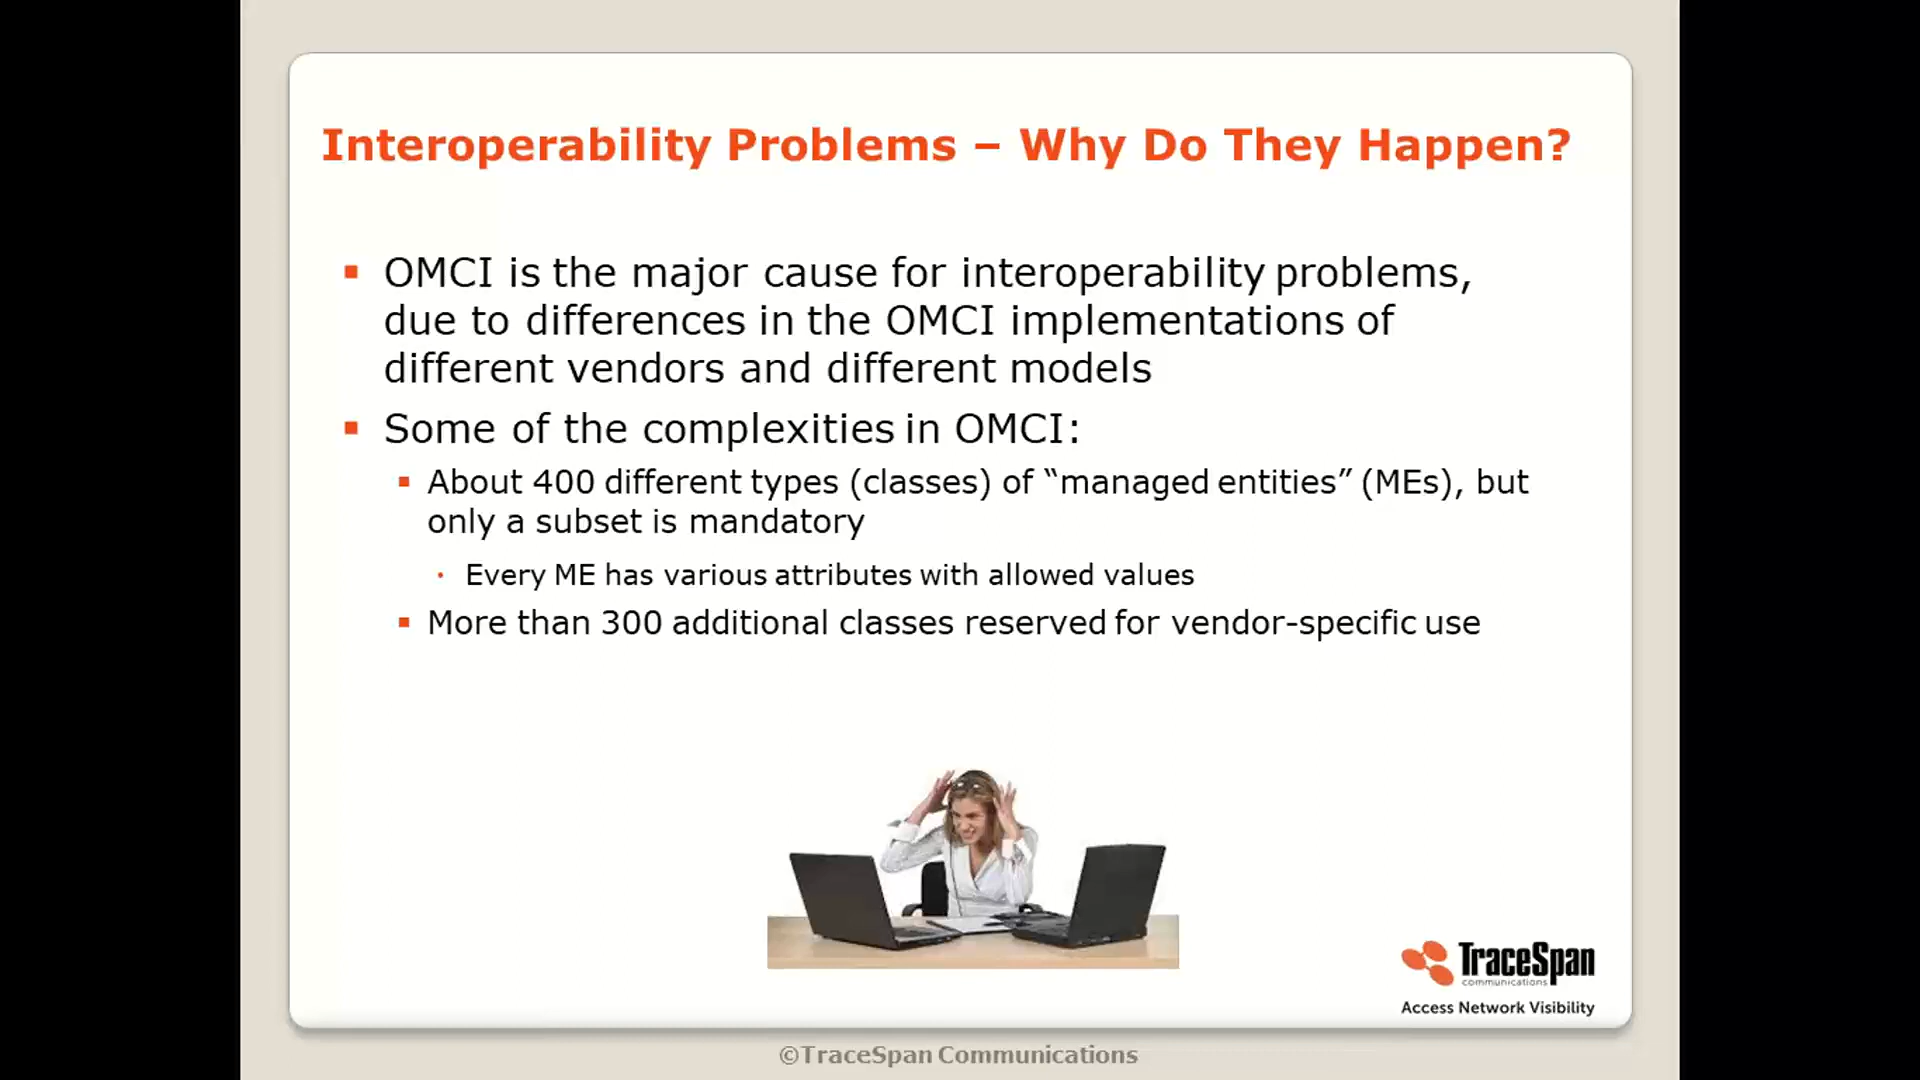 Interoperability Problems – Why Do They Happen?
OMCI is the major cause for interoperability problems,
due to differences in the OMCI implementations of
different vendors and different models
Some of the complexities in OMCI:
About 400 different types (classes) of “managed entities” (MEs), but
only a subset is mandatory
Every ME has various attributes with allowed values
More than 300 additional classes reserved for vendor-specific use
TraceSpan
communications
Access Network Visibility
©TraceSpan Communications